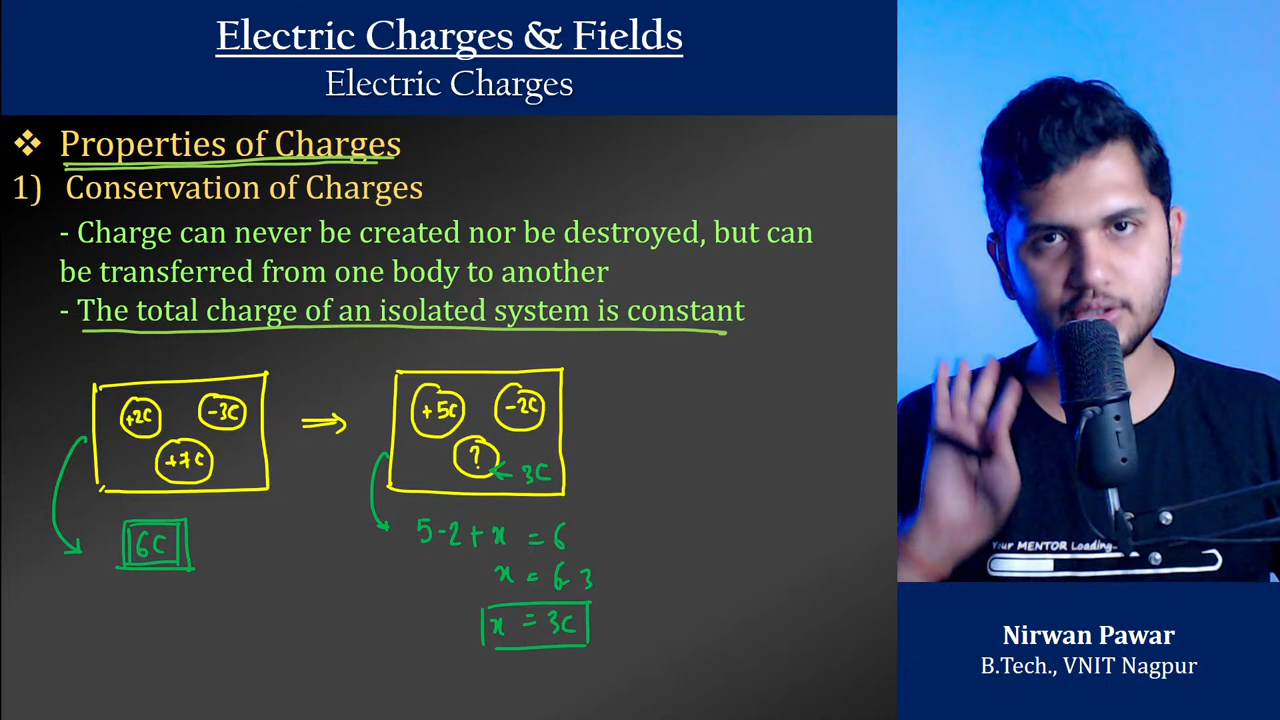 Electric Charges & Fields
Electric Charges
❖ Properties of Charges
1) Conservation of Charges
- Charge can never be created nor be destroyed, but can
be transferred from one body to another
- The total charge of an isolated system is constant
+2C -3C
+7C
6C
⇒
+5C -2C
? ← 3C
5-2+x = 6
x = 6-3
x = 3C
Your MENTOR Loading...
Nirwan Pawar
B.Tech., VNIT Nagpur